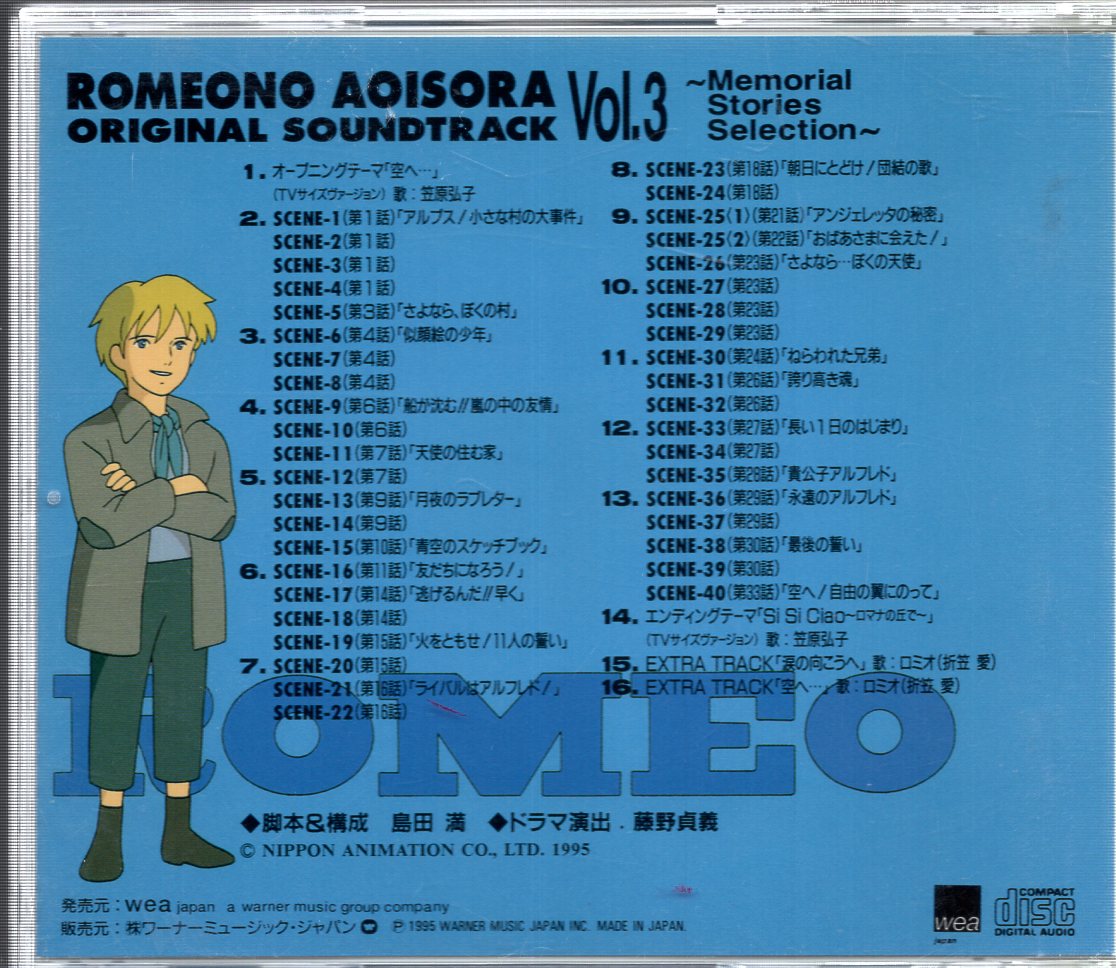 ROMEONO AOISORA
ORIGINAL SOUNDTRACK
Vol.3
~Memorial
Stories
Selection~
1. オープニングテーマ「空へ…」
(TVサイズヴァージョン) 歌:笠原弘子
2. SCENE-1(第1話)「アルプス!小さな村の大事件」
SCENE-2(第1話)
SCENE-3(第1話)
SCENE-4(第1話)
SCENE-5(第3話)「さよなら、ぼくの村」
3. SCENE-6(第4話)「似顔絵の少年」
SCENE-7(第4話)
SCENE-8(第4話)
4. SCENE-9(第6話)「船が沈む!!嵐の中の友情」
SCENE-10(第6話)
SCENE-11(第7話)「天使の住む家」
5. SCENE-12(第7話)
SCENE-13(第9話)「月夜のラブレター」
SCENE-14(第9話)
SCENE-15(第10話)「青空のスケッチブック」
6. SCENE-16(第11話)「友だちになろう!」
SCENE-17(第14話)「逃げるんだ!!早く」
SCENE-18(第14話)
SCENE-19(第15話)「火をともせ!11人の誓い」
7. SCENE-20(第15話)
SCENE-21(第16話)「ライバルはアルフレド!」
SCENE-22(第16話)
8. SCENE-23(第18話)「朝日にとどけ!団結の歌」
SCENE-24(第18話)
9. SCENE-25〈1〉(第21話)「アンジェレッタの秘密」
SCENE-25〈2〉(第22話)「おばあさまに会えた!」
SCENE-26(第23話)「さよなら…ぼくの天使」
10. SCENE-27(第23話)
SCENE-28(第23話)
SCENE-29(第23話)
11. SCENE-30(第24話)「ねらわれた兄弟」
SCENE-31(第26話)「誇り高き魂」
SCENE-32(第26話)
12. SCENE-33(第27話)「長い1日のはじまり」
SCENE-34(第27話)
SCENE-35(第28話)「貴公子アルフレド」
13. SCENE-36(第29話)「永遠のアルフレド」
SCENE-37(第29話)
SCENE-38(第30話)「最後の誓い」
SCENE-39(第30話)
SCENE-40(第33話)「空へ!自由の翼にのって」
14. エンディングテーマ「Si Si Ciao~ロマナの丘で~」
(TVサイズヴァージョン) 歌:笠原弘子
15. EXTRA TRACK「涙の向こうへ」 歌:ロミオ(折笠 愛)
16. EXTRA TRACK「空へ…」 歌:ロミオ(折笠 愛)
ROMEO
◆脚本&構成 島田 満 ◆ドラマ演出.藤野貞義
© NIPPON ANIMATION CO., LTD. 1995
発売元:wea japan a warner music group company
販売元:㈱ワーナーミュージック・ジャパン ℗ 1995 WARNER MUSIC JAPAN INC. MADE IN JAPAN.
wea
japan
COMPACT
disc
DIGITAL AUDIO